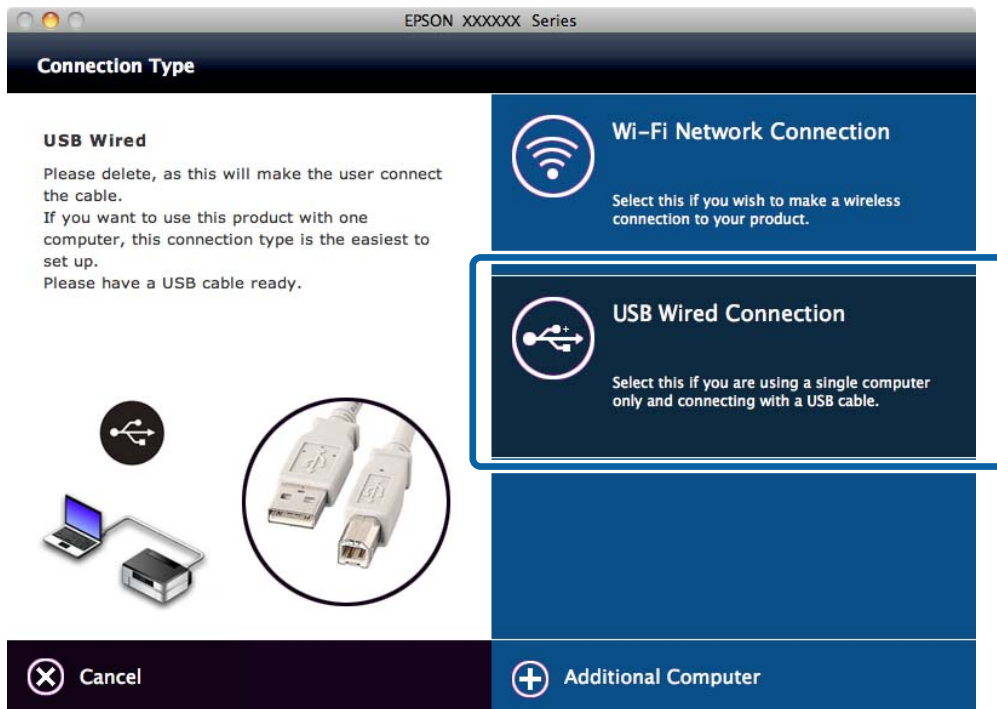 EPSON XXXXXX Series
Connection Type
USB Wired
Please delete, as this will make the user connect
the cable.
If you want to use this product with one
computer, this connection type is the easiest to
set up.
Please have a USB cable ready.
Wi-Fi Network Connection
Select this if you wish to make a wireless
connection to your product.
USB Wired Connection
Select this if you are using a single computer
only and connecting with a USB cable.
Cancel
Additional Computer